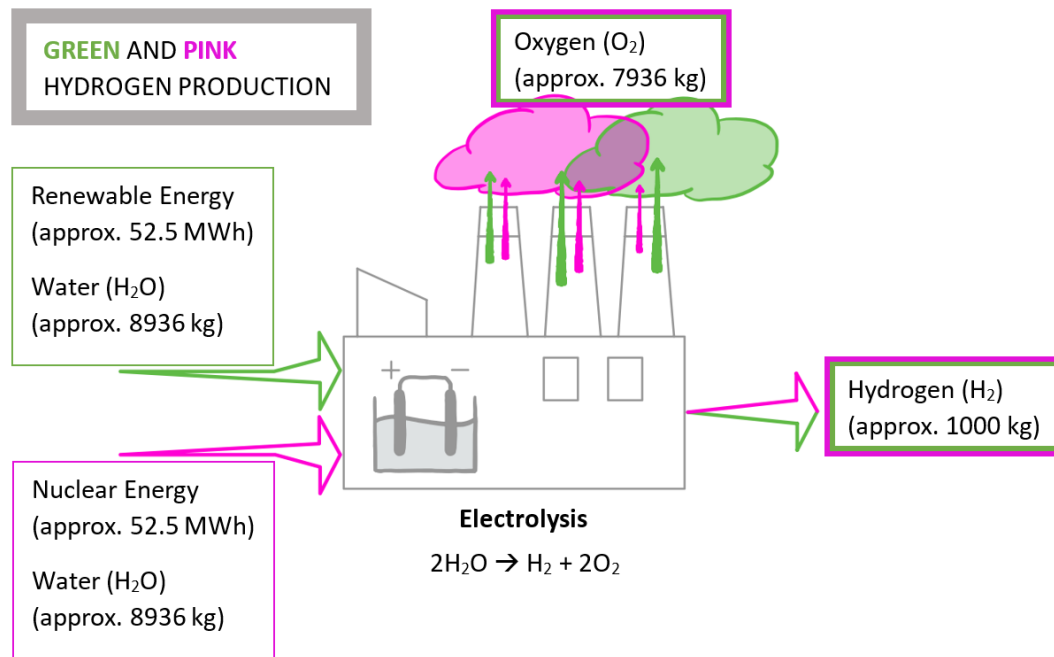 GREEN AND PINK
HYDROGEN PRODUCTION
Oxygen (O₂)
(approx. 7936 kg)
Renewable Energy
(approx. 52.5 MWh)
Water (H₂O)
(approx. 8936 kg)
+ −
Hydrogen (H₂)
(approx. 1000 kg)
Nuclear Energy
(approx. 52.5 MWh)
Water (H₂O)
(approx. 8936 kg)
Electrolysis
2H₂O → H₂ + 2O₂